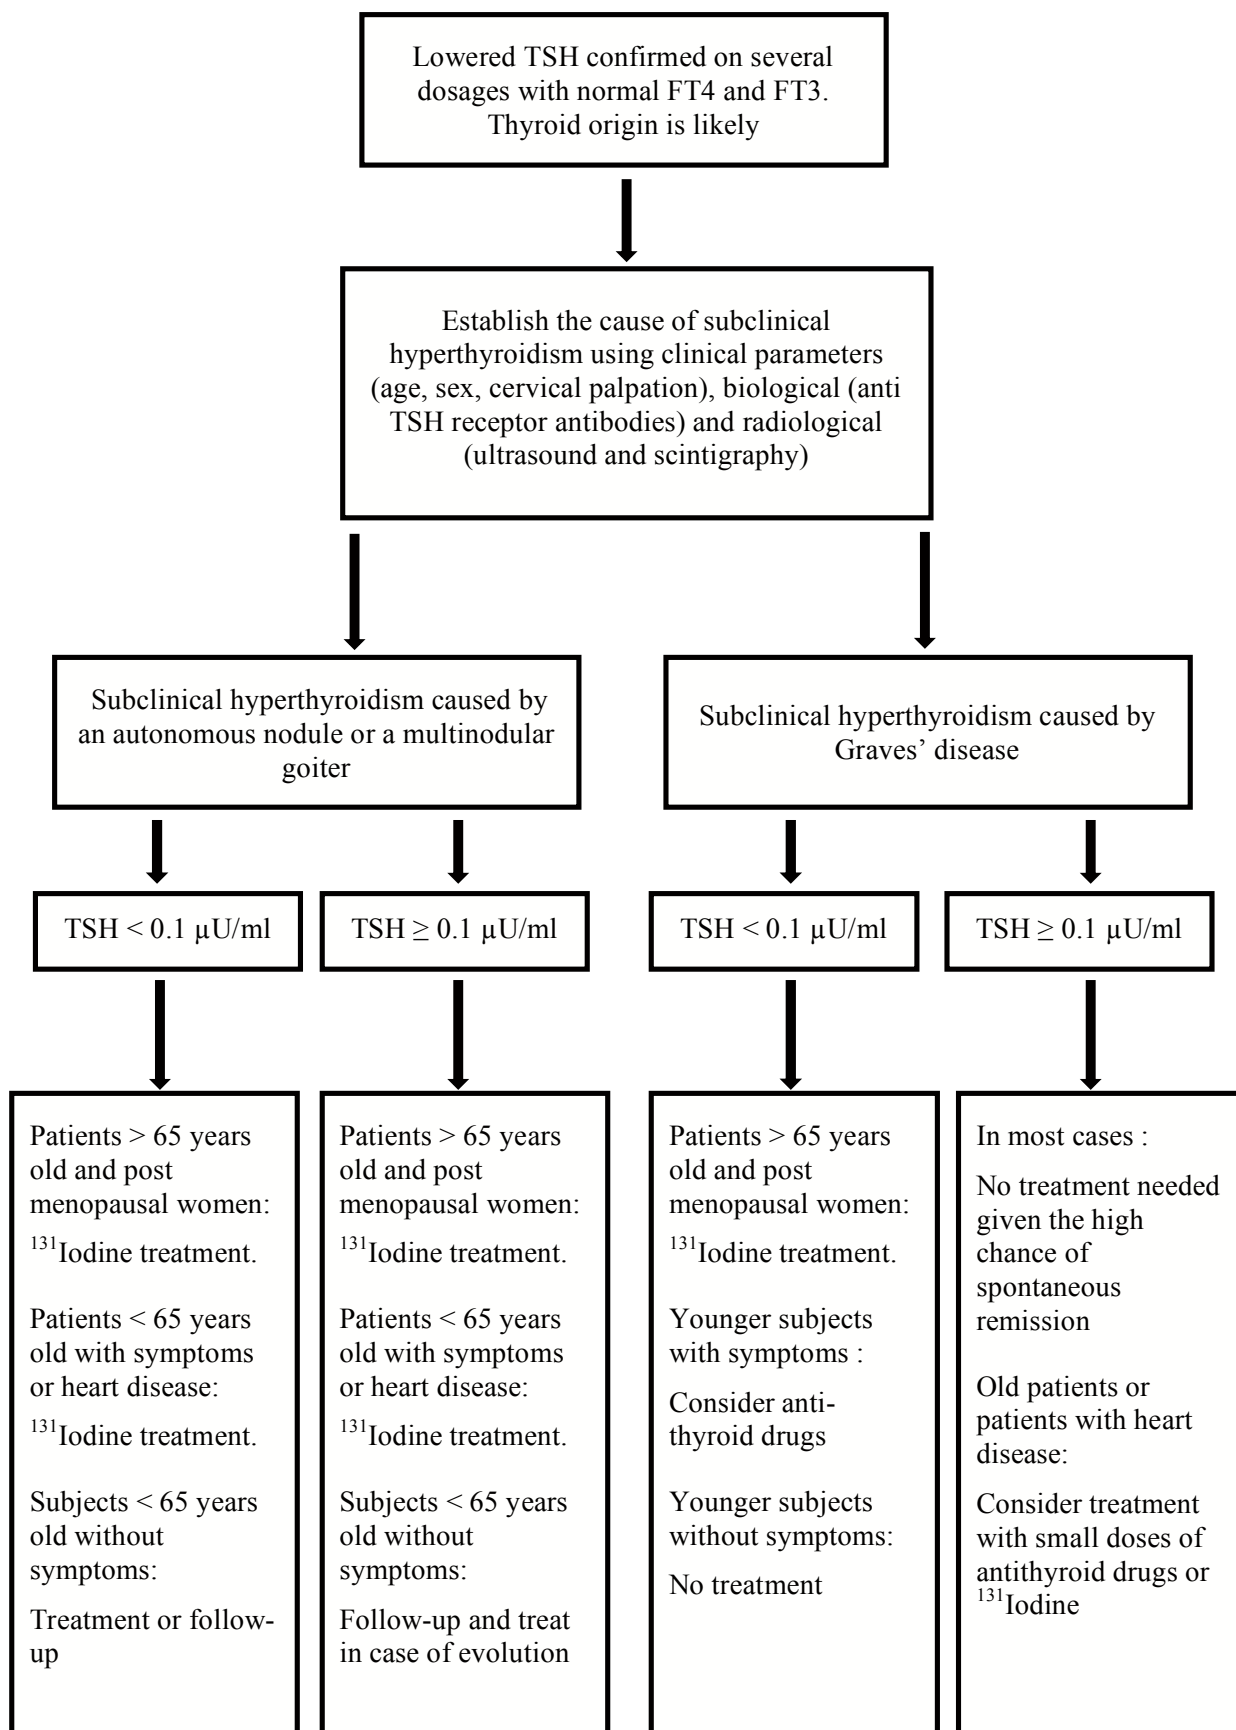 Lowered TSH confirmed on several
dosages with normal FT4 and FT3.
Thyroid origin is likely
Establish the cause of subclinical
hyperthyroidism using clinical parameters
(age, sex, cervical palpation), biological (anti
TSH receptor antibodies) and radiological
(ultrasound and scintigraphy)
Subclinical hyperthyroidism caused by
an autonomous nodule or a multinodular
goiter
Subclinical hyperthyroidism caused by
Graves’ disease
TSH < 0.1 µU/ml
TSH ≥ 0.1 µU/ml
TSH < 0.1 µU/ml
TSH ≥ 0.1 µU/ml
Patients > 65 years
old and post
menopausal women:
¹³¹Iodine treatment.
Patients < 65 years
old with symptoms
or heart disease:
¹³¹Iodine treatment.
Subjects < 65 years
old without
symptoms:
Treatment or follow-
up
Patients > 65 years
old and post
menopausal women:
¹³¹Iodine treatment.
Patients < 65 years
old with symptoms
or heart disease:
¹³¹Iodine treatment.
Subjects < 65 years
old without
symptoms:
Follow-up and treat
in case of evolution
Patients > 65 years
old and post
menopausal women:
¹³¹Iodine treatment.
Younger subjects
with symptoms :
Consider anti-
thyroid drugs
Younger subjects
without symptoms:
No treatment
In most cases :
No treatment needed
given the high
chance of
spontaneous
remission
Old patients or
patients with heart
disease:
Consider treatment
with small doses of
antithyroid drugs or
¹³¹Iodine